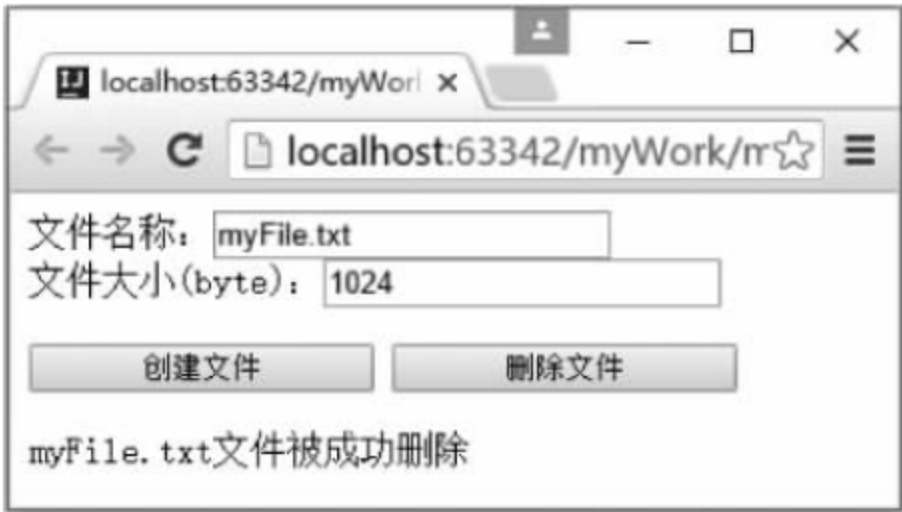 localhost:63342/myWorl
localhost:63342/myWork/m
文件名称：myFile.txt
文件大小(byte)：1024
创建文件 删除文件
myFile.txt文件被成功删除